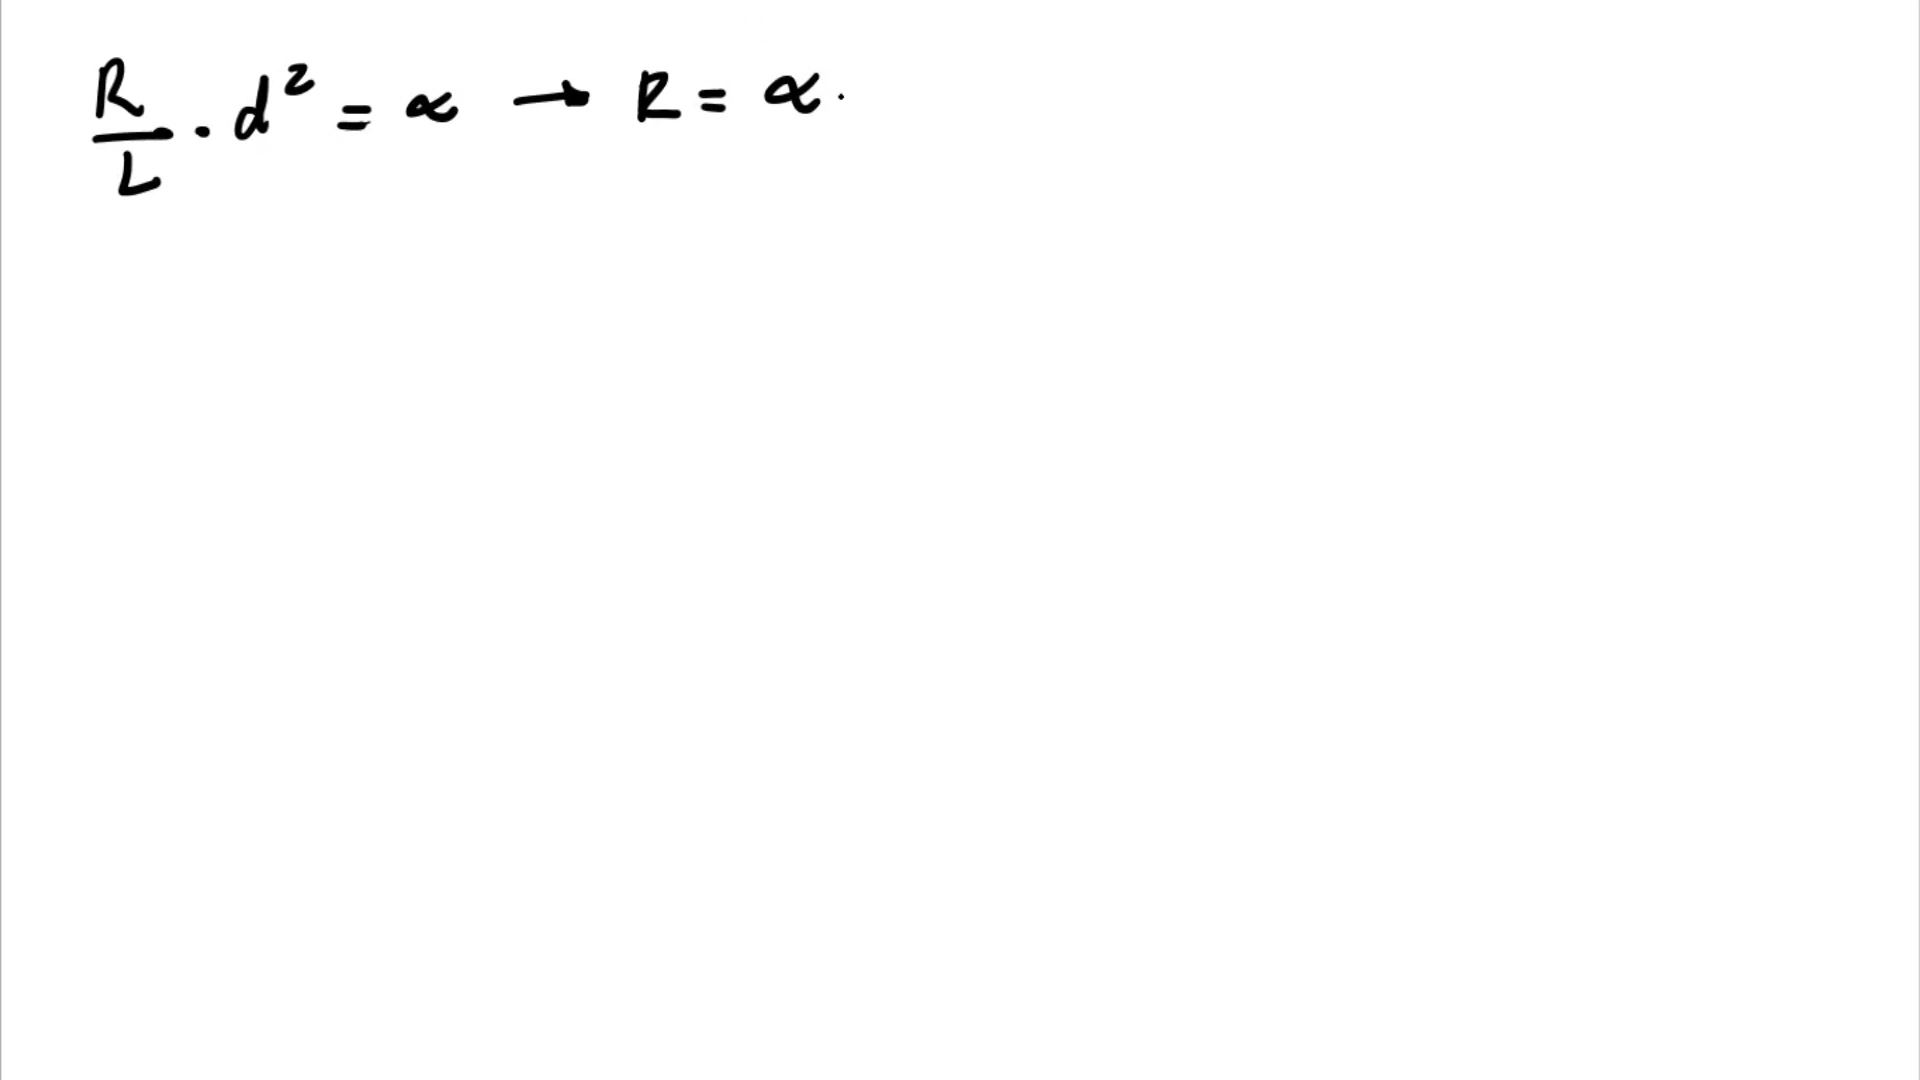 R/L · d² = α → R = α ·